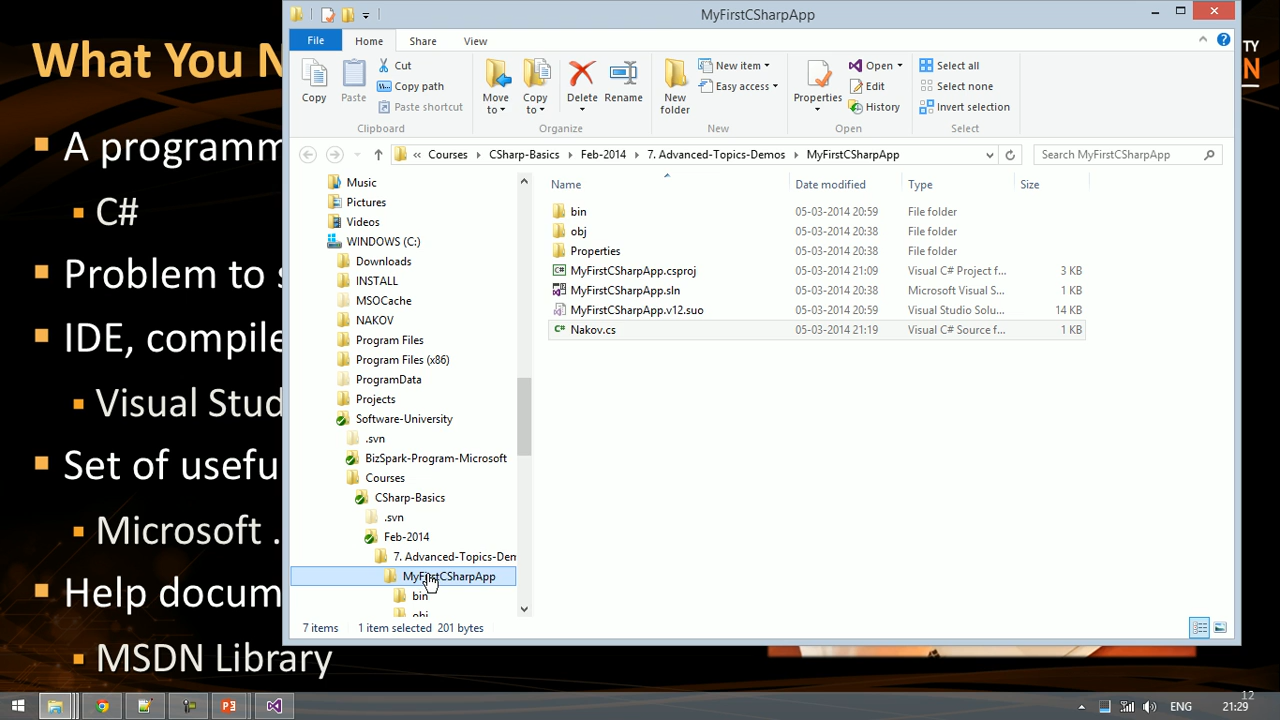 What You N
A programm
C#
Problem to s
IDE, compile
Visual Stud
Set of usefu
Microsoft .
Help docum
MSDN Library
TY
N
MyFirstCSharpApp
File
Home
Share
View
Copy
Paste
Cut
Copy path
Paste shortcut
Clipboard
Move to
Copy to
Delete
Rename
Organize
New folder
New item
Easy access
New
Properties
Open
Edit
History
Open
Select all
Select none
Invert selection
Select
« Courses CSharp-Basics Feb-2014 7. Advanced-Topics-Demos MyFirstCSharpApp
Search MyFirstCSharpApp
Music
Pictures
Videos
WINDOWS (C:)
Downloads
INSTALL
MSOCache
NAKOV
Program Files
Program Files (x86)
ProgramData
Projects
Software-University
.svn
BizSpark-Program-Microsoft
Courses
CSharp-Basics
.svn
Feb-2014
7. Advanced-Topics-Dem
MyFirstCSharpApp
bin
obj
Name Date modified Type Size
bin 05-03-2014 20:59 File folder
obj 05-03-2014 20:38 File folder
Properties 05-03-2014 20:38 File folder
MyFirstCSharpApp.csproj 05-03-2014 21:09 Visual C# Project f... 3 KB
MyFirstCSharpApp.sln 05-03-2014 20:38 Microsoft Visual S... 1 KB
MyFirstCSharpApp.v12.suo 05-03-2014 20:59 Visual Studio Solu... 14 KB
Nakov.cs 05-03-2014 21:19 Visual C# Source f... 1 KB
7 items 1 item selected 201 bytes
12
ENG
21:29